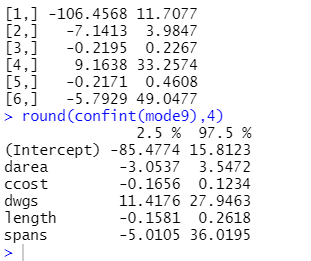 [1,] -106.4568 11.7077
[2,] -7.1413 3.9847
[3,] -0.2195 0.2267
[4,] 9.1638 33.2574
[5,] -0.2171 0.4608
[6,] -5.7929 49.0477
> round(confint(mode9),4)
2.5 % 97.5 %
(Intercept) -85.4774 15.8123
darea -3.0537 3.5472
ccost -0.1656 0.1234
dwgs 11.4176 27.9463
length -0.1581 0.2618
spans -5.0105 36.0195
>